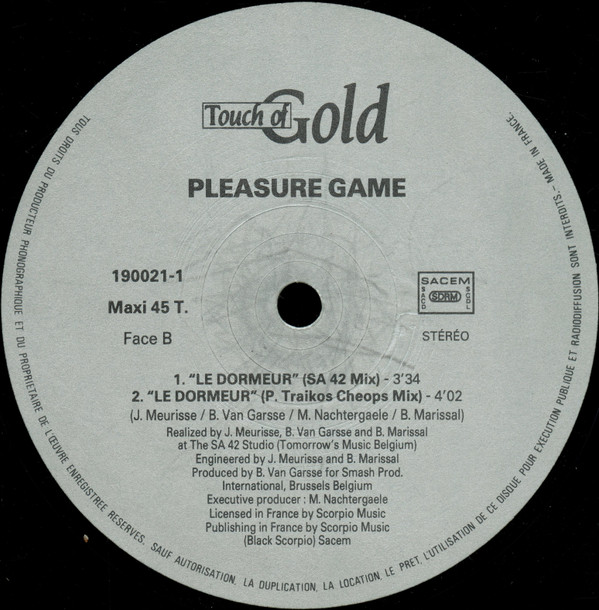 Touch of Gold
PLEASURE GAME
190021-1
Maxi 45 T.
Face B
SACEM
SACD
SDRM
SCDL
STÉRÉO
1. “LE DORMEUR” (SA 42 Mix) - 3’34
2. “LE DORMEUR” (P. Traikos Cheops Mix) - 4’02
(J. Meurisse / B. Van Garsse / M. Nachtergaele / B. Marissal)
Realized by J. Meurisse, B. Van Garsse and B. Marissal
at The SA 42 Studio (Tomorrow’s Music Belgium)
Engineered by J. Meurisse and B. Marissal
Produced by B. Van Garsse for Smash Prod.
International, Brussels Belgium
Executive producer : M. Nachtergaele
Licensed in France by Scorpio Music
Publishing in France by Scorpio Music
(Black Scorpio) Sacem
TOUS DROITS DU PRODUCTEUR PHONOGRAPHIQUE ET DU PROPRIETAIRE DE L’ŒUVRE ENREGISTREE RESERVES. SAUF AUTORISATION, LA DUPLICATION, LA LOCATION, LE PRET, L’UTILISATION DE CE DISQUE POUR EXECUTION PUBLIQUE ET RADIODIFFUSION SONT INTERDITS. - MADE IN FRANCE.